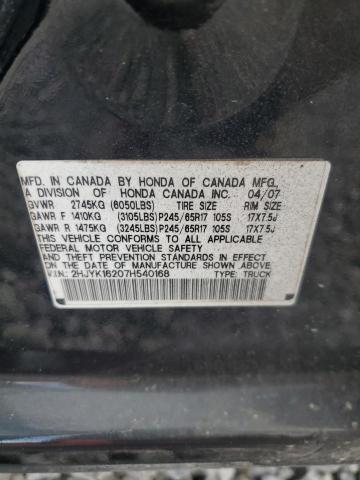 MFD. IN CANADA BY HONDA OF CANADA MFG.,
A DIVISION OF HONDA CANADA INC. 04/07
GVWR 2745KG (6050LBS) TIRE SIZE RIM SIZE
GAWR F 1410KG (3105LBS) P245/65R17 105S 17X7.5J
GAWR R 1475KG (3245LBS) P245/65R17 105S 17X7.5J
THIS VEHICLE CONFORMS TO ALL APPLICABLE
FEDERAL MOTOR VEHICLE SAFETY
AND THEFT PREVENTION STANDARDS IN EFFECT
ON THE DATE OF MANUFACTURE SHOWN ABOVE.
V.I.N: 2HJYK16207H540168 TYPE: TRUCK